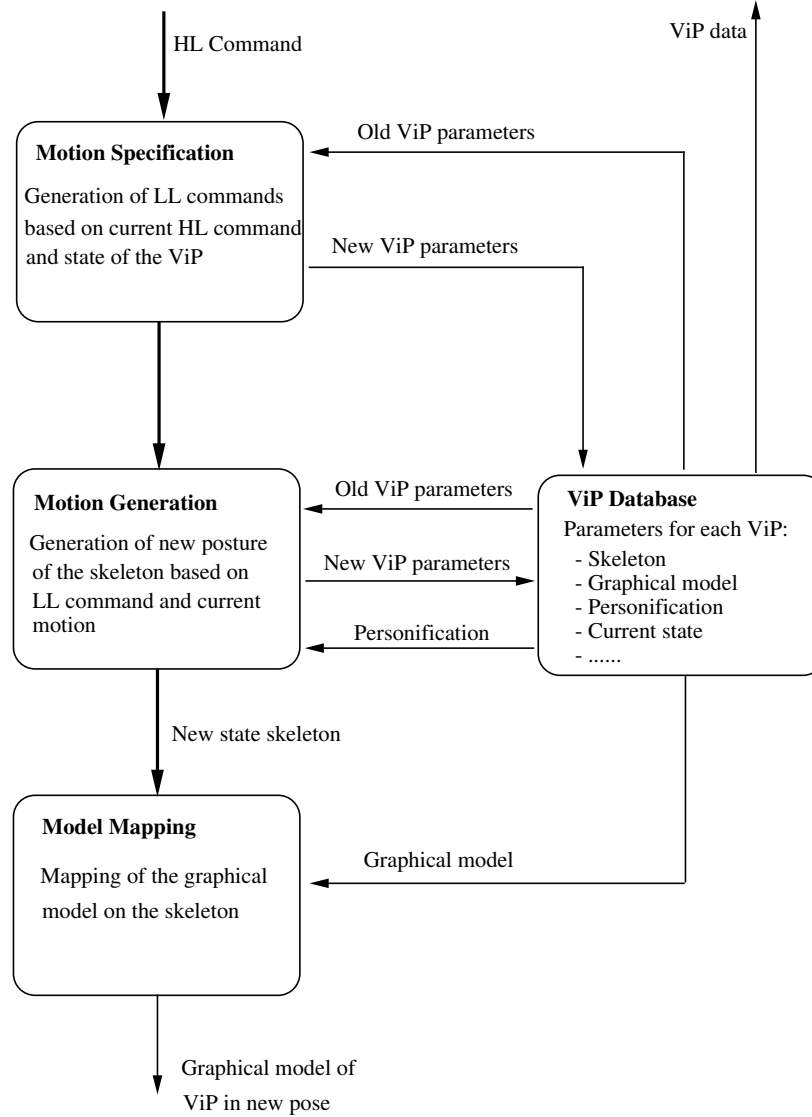 HL Command
ViP data
Motion Specification
Generation of LL commands
based on current HL command
and state of the ViP
Old ViP parameters
New ViP parameters
Motion Generation
Generation of new posture
of the skeleton based on
LL command and current
motion
Old ViP parameters
New ViP parameters
Personification
ViP Database
Parameters for each ViP:
- Skeleton
- Graphical model
- Personification
- Current state
- ......
New state skeleton
Model Mapping
Mapping of the graphical
model on the skeleton
Graphical model
Graphical model of
ViP in new pose